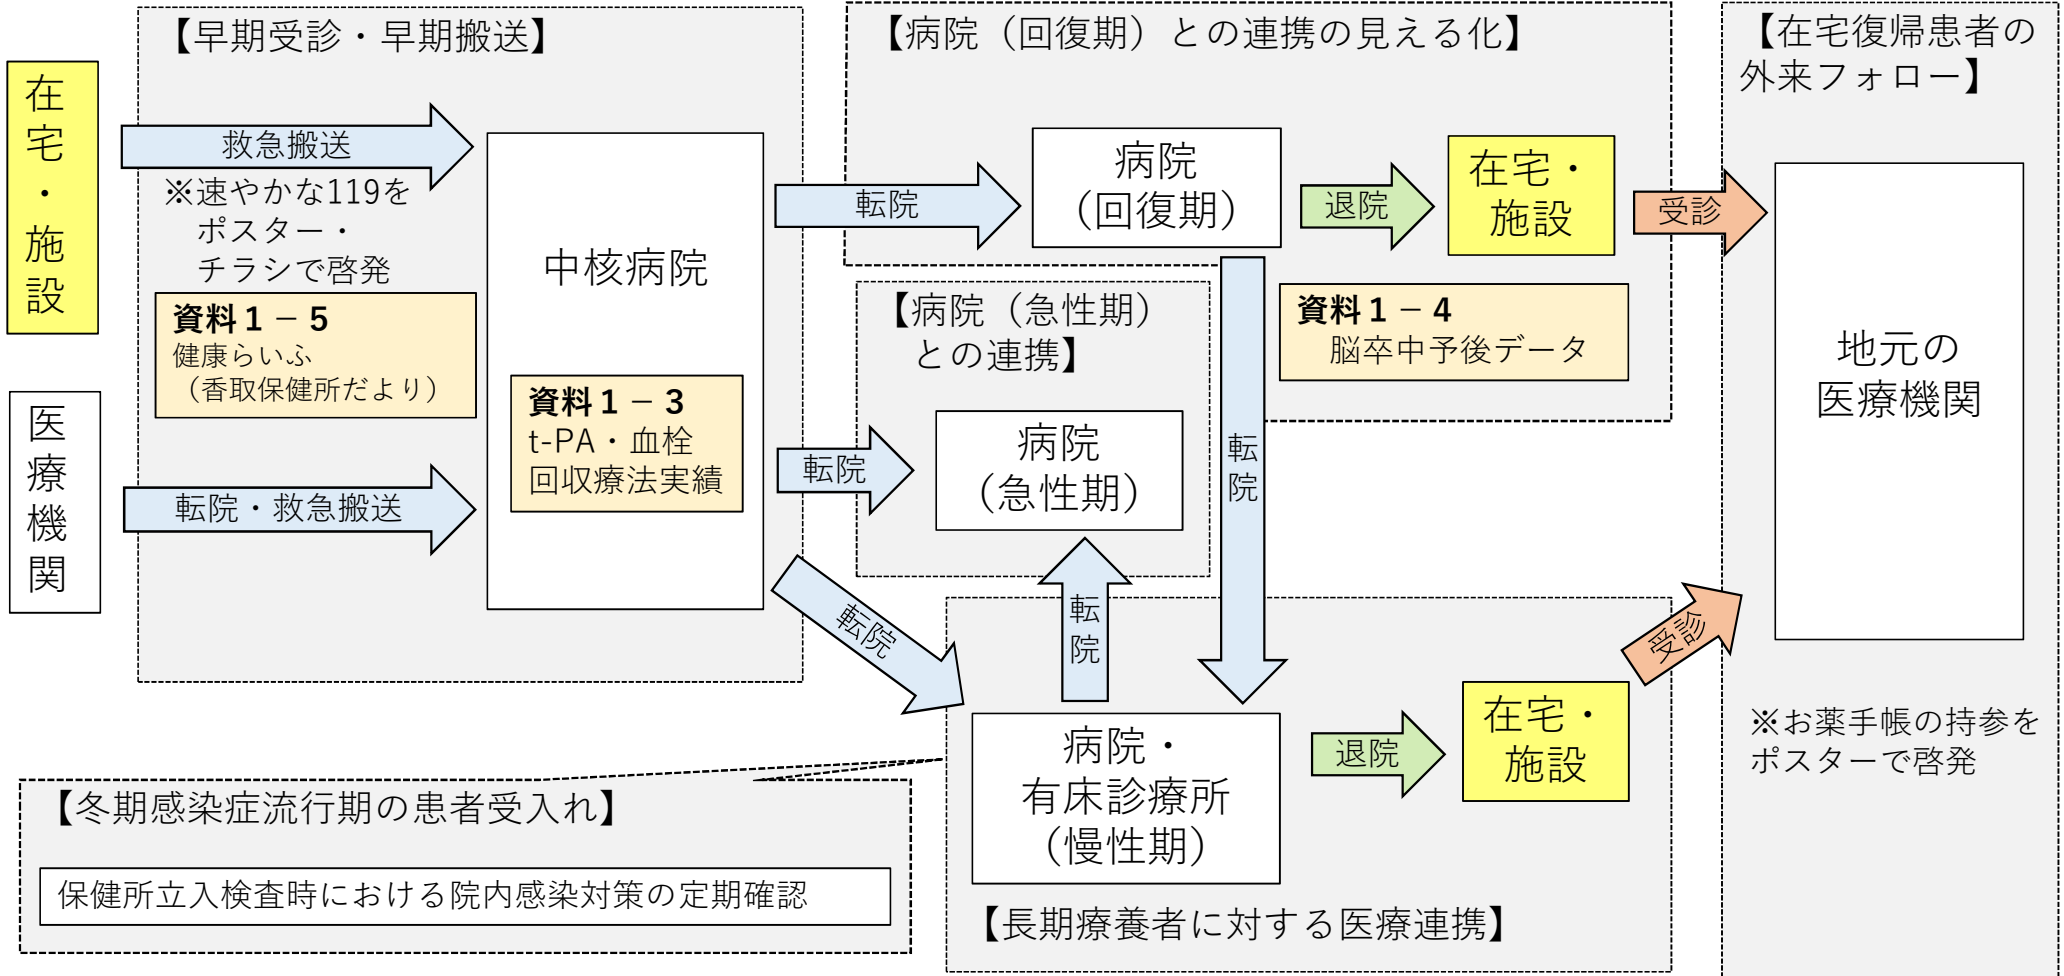 【早期受診・早期搬送】
在宅・施設
救急搬送
※速やかな119を
ポスター・
チラシで啓発
資料１－５
健康らいふ
（香取保健所だより）
医療機関
転院・救急搬送
中核病院
資料１－３
t-PA・血栓
回収療法実績
【病院（回復期）との連携の見える化】
転院
病院
（回復期）
退院
在宅・
施設
資料１－４
脳卒中予後データ
受診
【病院（急性期）
との連携】
転院
病院
（急性期）
転院
転院
転院
病院・
有床診療所
（慢性期）
退院
在宅・
施設
【長期療養者に対する医療連携】
受診
【在宅復帰患者の
外来フォロー】
地元の
医療機関
※お薬手帳の持参を
ポスターで啓発
【冬期感染症流行期の患者受入れ】
保健所立入検査時における院内感染対策の定期確認